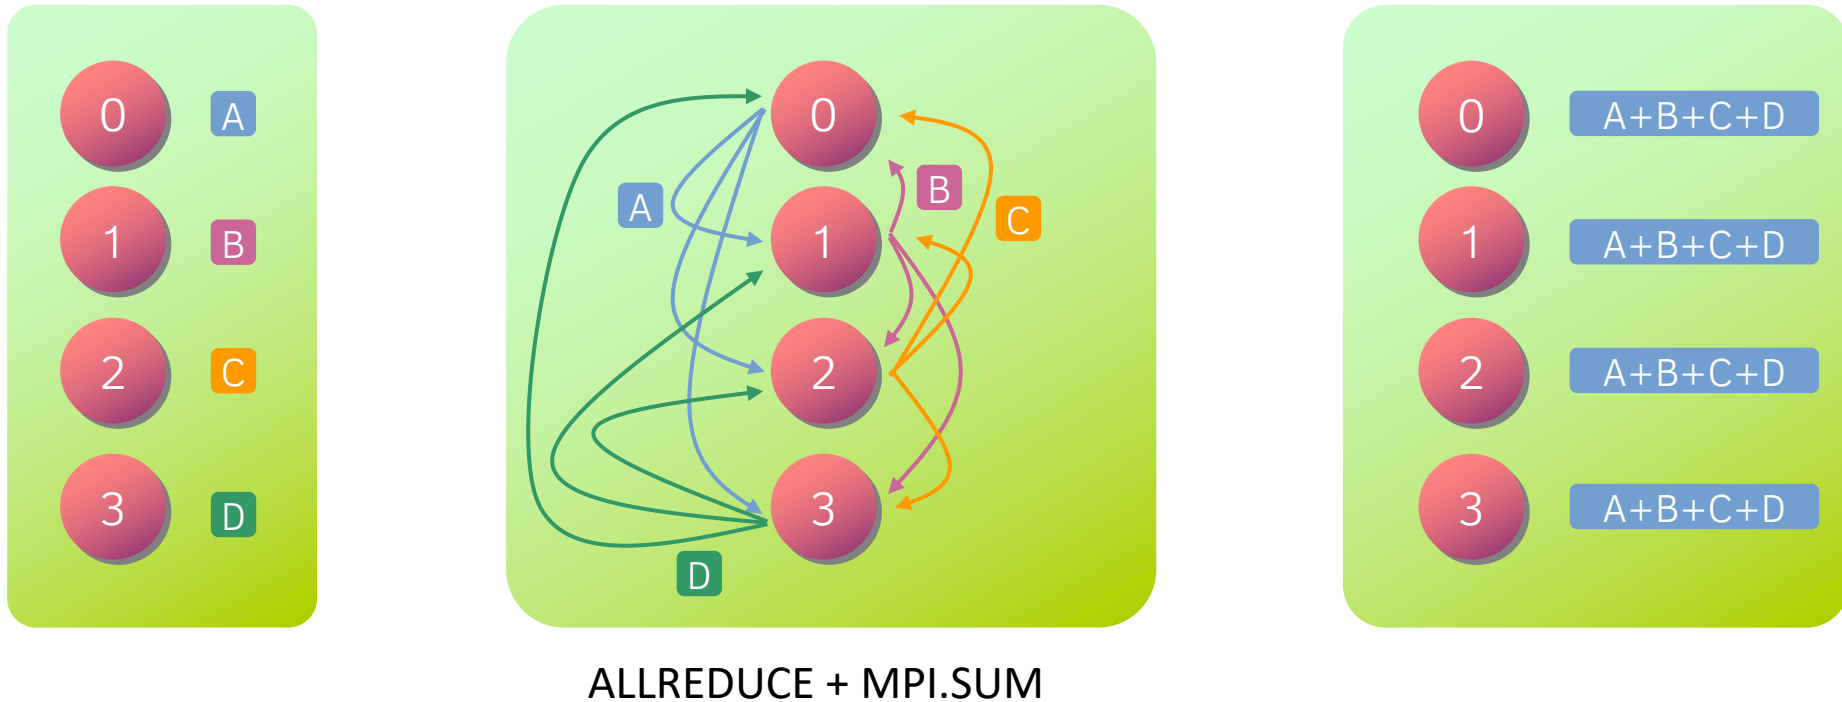 0 A
1 B
2 C
3 D
0
1
2
3
A
B
C
D
0 A+B+C+D
1 A+B+C+D
2 A+B+C+D
3 A+B+C+D
ALLREDUCE + MPI.SUM